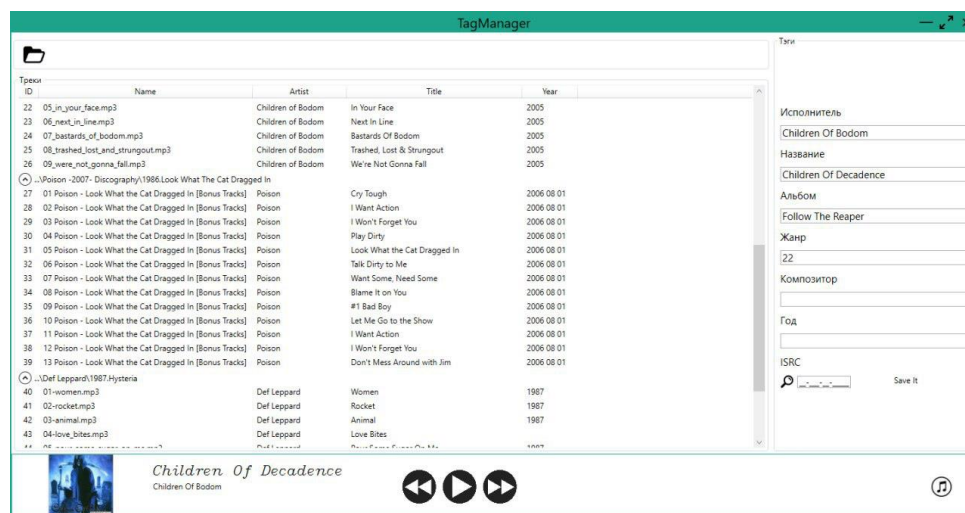 TagManager
Треки
ID Name Artist Title Year
22 05_in_your_face.mp3 Children of Bodom In Your Face 2005
23 06_next_in_line.mp3 Children of Bodom Next In Line 2005
24 07_bastards_of_bodom.mp3 Children of Bodom Bastards Of Bodom 2005
25 08_trashed_lost_and_strungout.mp3 Children of Bodom Trashed, Lost & Strungout 2005
26 09_were_not_gonna_fall.mp3 Children of Bodom We're Not Gonna Fall 2005
...\Poison -2007- Discography\1986.Look What The Cat Dragged In
27 01 Poison - Look What the Cat Dragged In [Bonus Tracks] Poison Cry Tough 2006 08 01
28 02 Poison - Look What the Cat Dragged In [Bonus Tracks] Poison I Want Action 2006 08 01
29 03 Poison - Look What the Cat Dragged In [Bonus Tracks] Poison I Won't Forget You 2006 08 01
30 04 Poison - Look What the Cat Dragged In [Bonus Tracks] Poison Play Dirty 2006 08 01
31 05 Poison - Look What the Cat Dragged In [Bonus Tracks] Poison Look What the Cat Dragged In 2006 08 01
32 06 Poison - Look What the Cat Dragged In [Bonus Tracks] Poison Talk Dirty to Me 2006 08 01
33 07 Poison - Look What the Cat Dragged In [Bonus Tracks] Poison Want Some, Need Some 2006 08 01
34 08 Poison - Look What the Cat Dragged In [Bonus Tracks] Poison Blame It on You 2006 08 01
35 09 Poison - Look What the Cat Dragged In [Bonus Tracks] Poison #1 Bad Boy 2006 08 01
36 10 Poison - Look What the Cat Dragged In [Bonus Tracks] Poison Let Me Go to the Show 2006 08 01
37 11 Poison - Look What the Cat Dragged In [Bonus Tracks] Poison I Want Action 2006 08 01
38 12 Poison - Look What the Cat Dragged In [Bonus Tracks] Poison I Won't Forget You 2006 08 01
39 13 Poison - Look What the Cat Dragged In [Bonus Tracks] Poison Don't Mess Around with Jim 2006 08 01
...\Def Leppard\1987.Hysteria
40 01-women.mp3 Def Leppard Women 1987
41 02-rocket.mp3 Def Leppard Rocket 1987
42 03-animal.mp3 Def Leppard Animal 1987
43 04-love_bites.mp3 Def Leppard Love Bites
Тэги
Исполнитель
Children Of Bodom
Название
Children Of Decadence
Альбом
Follow The Reaper
Жанр
22
Композитор
Год
ISRC
__-__-__-____ Save It
Children Of Decadence
Children Of Bodom